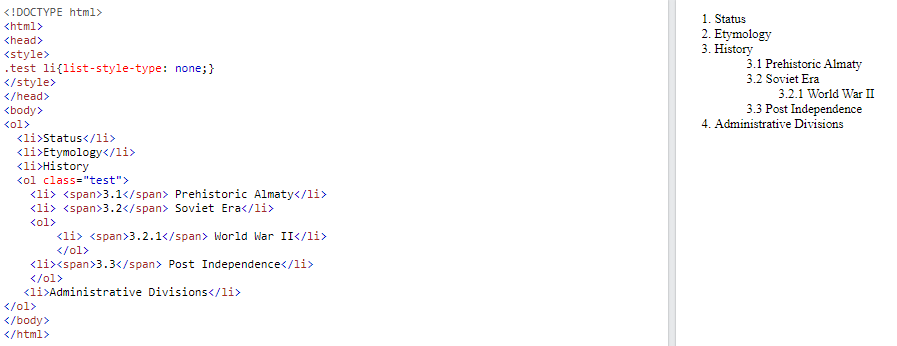 <!DOCTYPE html>
<html>
<head>
<style>
.test li{list-style-type: none;}
</style>
</head>
<body>
<ol>
  <li>Status</li>
  <li>Etymology</li>
  <li>History
  <ol class="test">
    <li> <span>3.1</span> Prehistoric Almaty</li>
    <li> <span>3.2</span> Soviet Era</li>
    <ol>
        <li> <span>3.2.1</span> World War II</li>
        </ol>
    <li><span>3.3</span> Post Independence</li>
    </ol>
   <li>Administrative Divisions</li>
</ol>
</body>
</html>
1. Status
2. Etymology
3. History
3.1 Prehistoric Almaty
3.2 Soviet Era
3.2.1 World War II
3.3 Post Independence
4. Administrative Divisions